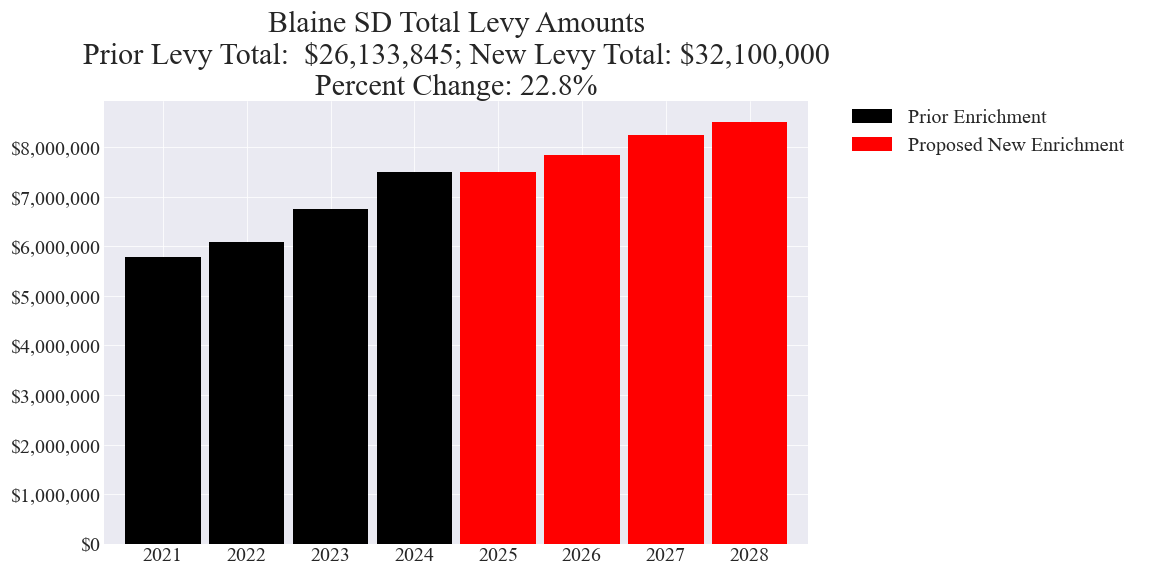 Blaine SD Total Levy Amounts
Prior Levy Total:  $26,133,845; New Levy Total: $32,100,000
Percent Change: 22.8%
Prior Enrichment
Proposed New Enrichment
$8,000,000
$7,000,000
$6,000,000
$5,000,000
$4,000,000
$3,000,000
$2,000,000
$1,000,000
$0
2021 2022 2023 2024 2025 2026 2027 2028